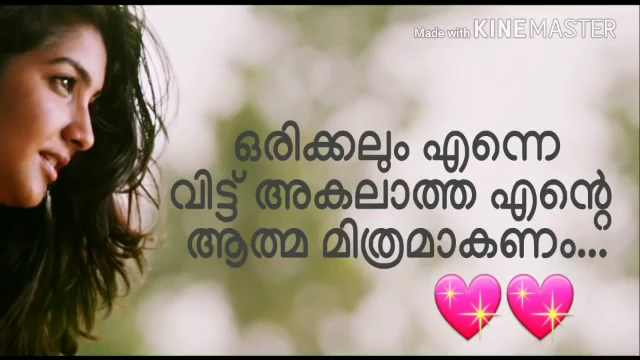 Made with KINEMASTER
ഒരിക്കലും എന്നെ
വിട്ട് അകലാത്ത എന്റെ
ആത്മ മിത്രമാകണം...